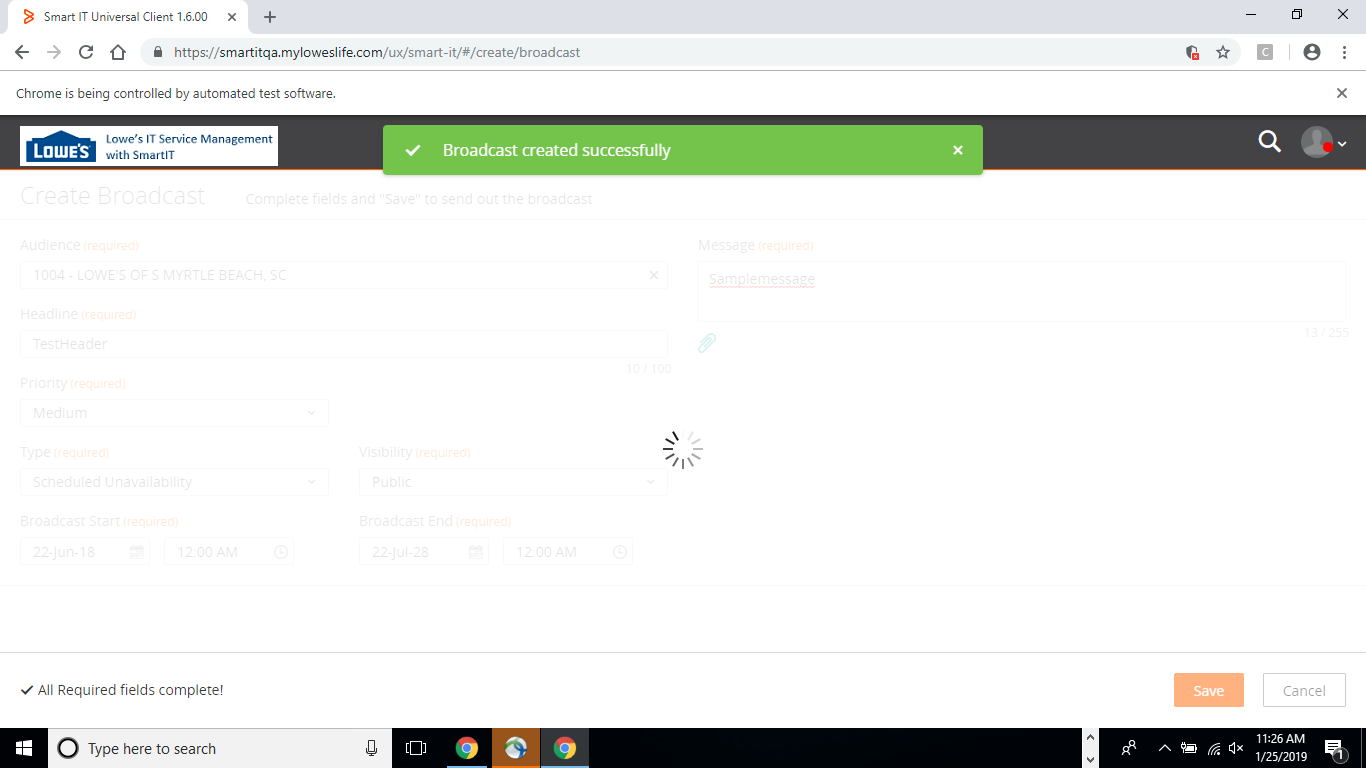 Smart IT Universal Client 1.6.00
https://smartitqa.myloweslife.com/ux/smart-it/#/create/broadcast
C
Chrome is being controlled by automated test software.
LOWE'S
Lowe's IT Service Management
with SmartIT
Broadcast created successfully
Create Broadcast
Complete fields and "Save" to send out the broadcast
Audience (required)
1004 - LOWE'S OF S MYRTLE BEACH, SC
Headline (required)
TestHeader
10 / 100
Priority (required)
Medium
Type (required)
Scheduled Unavailability
Visibility (required)
Public
Broadcast Start (required)
22-Jun-18
12:00 AM
Broadcast End (required)
22-Jul-28
12:00 AM
Message (required)
Samplemessage
13 / 255
All Required fields complete!
Save
Cancel
Type here to search
11:26 AM
1/25/2019
1